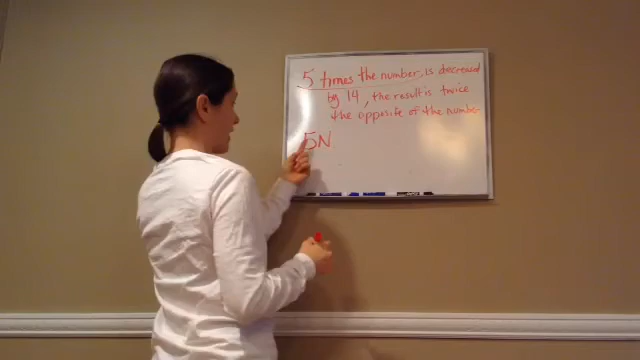 5 times the number, is decreased
by 14, the result is twice
the opposite of the number
5N